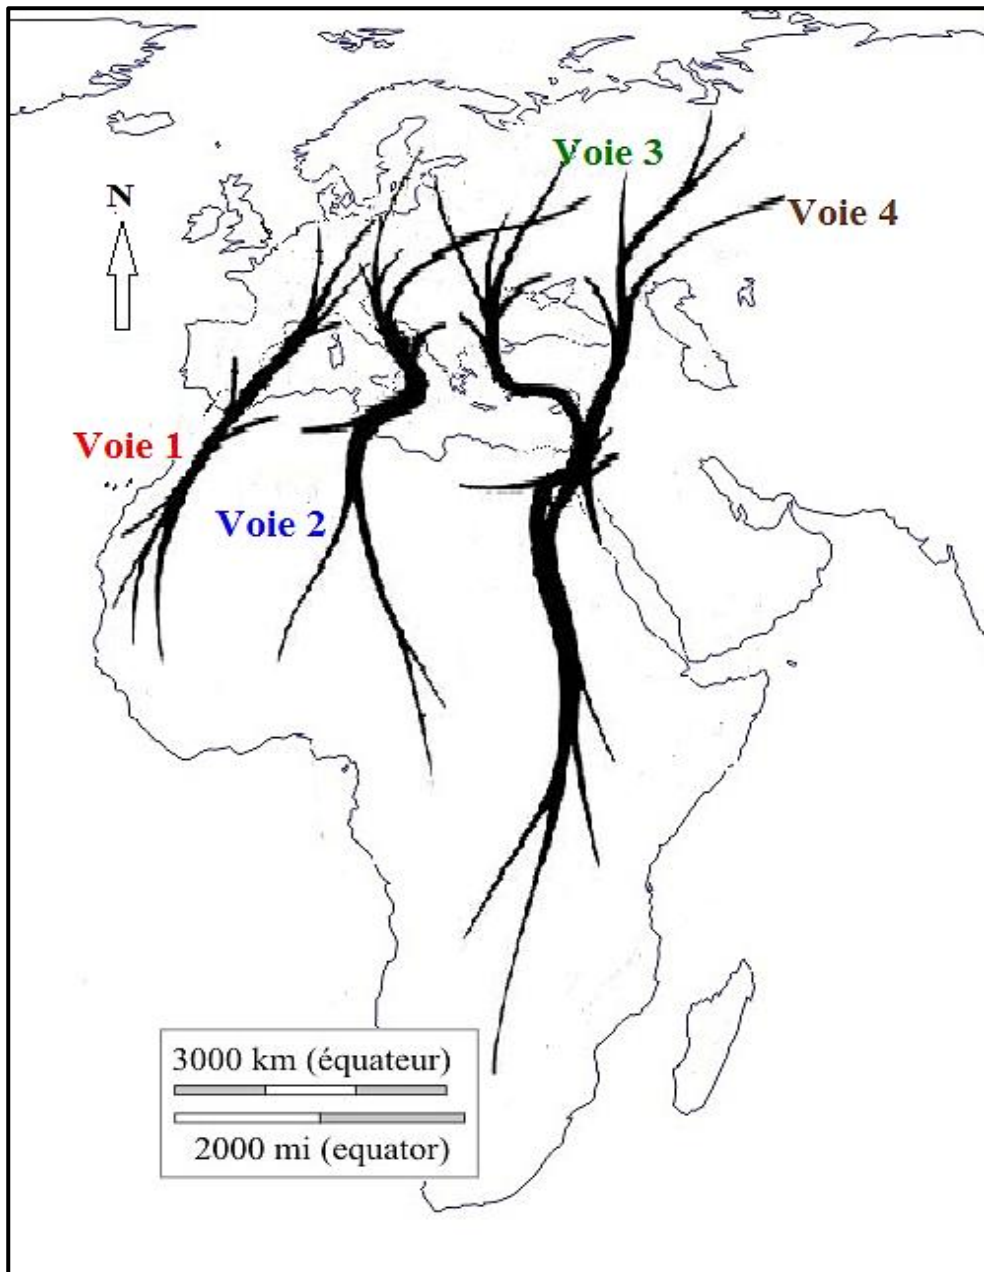 Voie 3
N
Voie 4
Voie 1
Voie 2
3000 km (équateur)
2000 mi (equator)